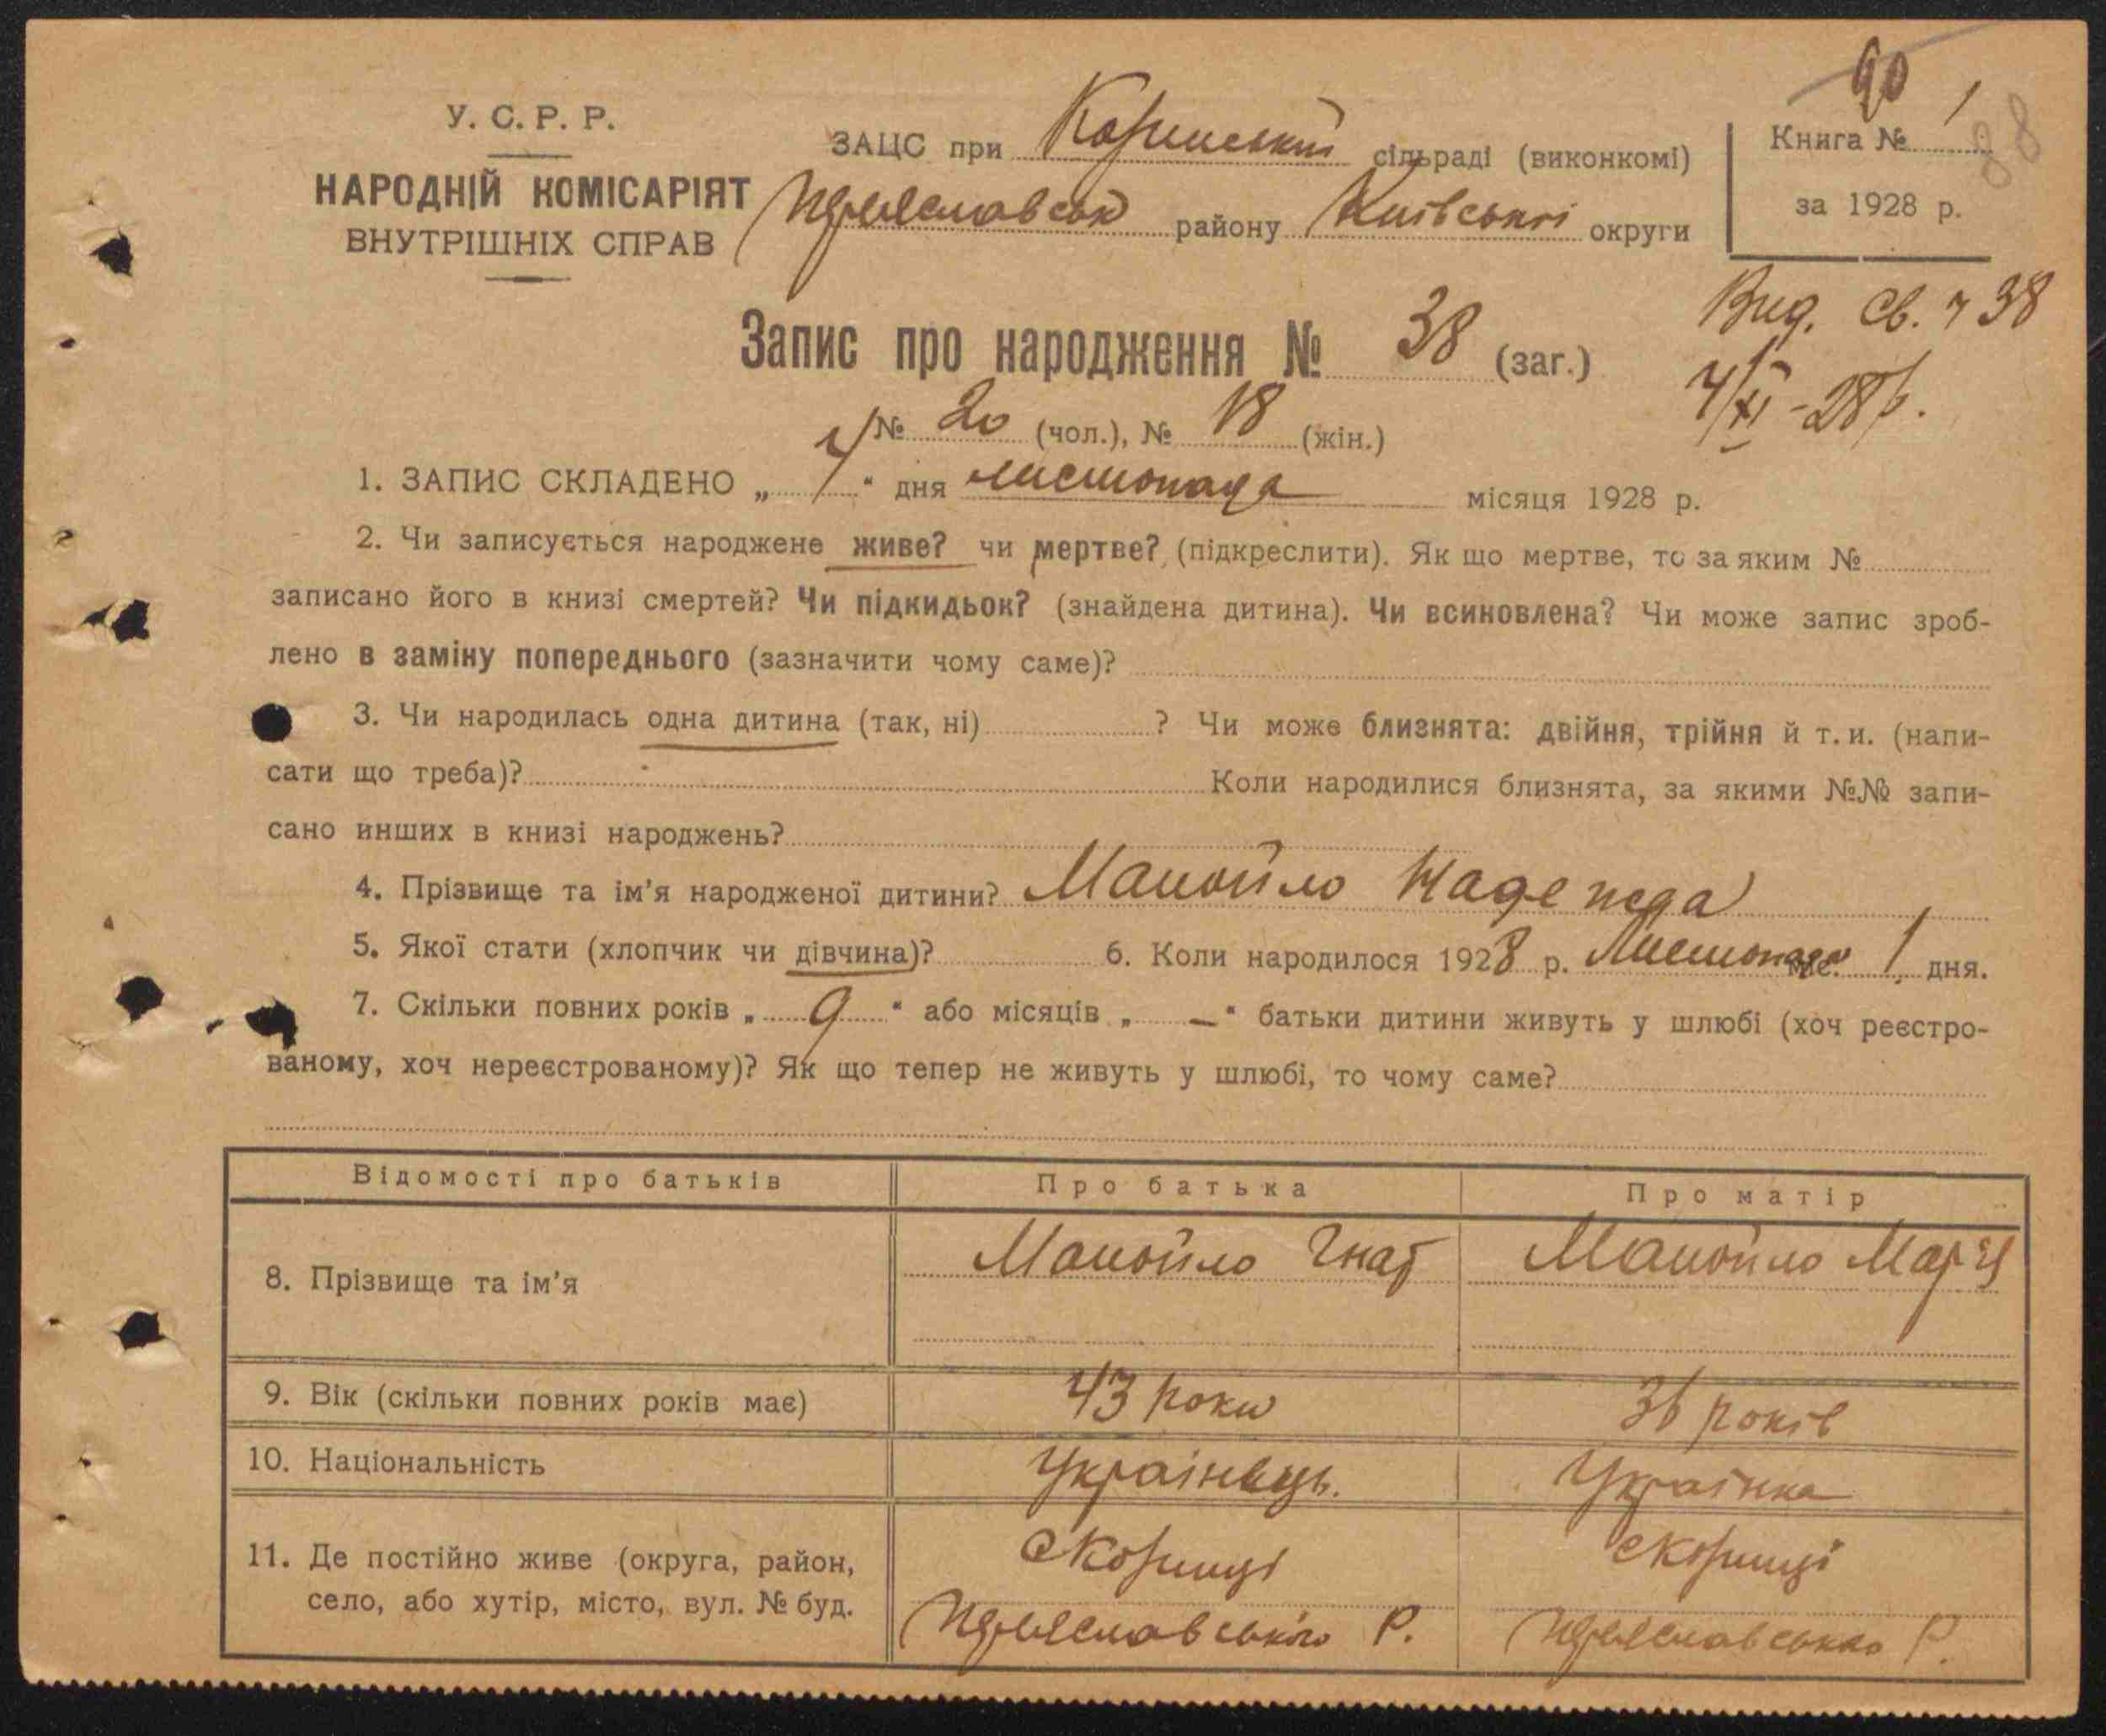 90
У. С. Р. Р.
НАРОДНІЙ КОМІСАРІЯТ
ВНУТРІШНІХ СПРАВ
ЗАЦС при Кориський сільраді (виконкомі)
Переяславськ району Київської округи
Книга № 1
88
за 1928 р.
Вид. Св. ч 38
4/XI-28 р.
Запис про народження № 38 (заг.)
№ 20 (чол.), № 18 (жін.)
1. ЗАПИС СКЛАДЕНО „ 4 “ дня листопада місяця 1928 р.
2. Чи записується народжене живе? чи мертве? (підкреслити). Як що мертве, то за яким №
записано його в книзі смертей? Чи підкидьок? (знайдена дитина). Чи всиновлена? Чи може запис зроб-
лено в заміну попереднього (зазначити чому саме)?
3. Чи народилась одна дитина (так, ні) ? Чи може близнята: двійня, трійня й т. и. (напи-
сати що треба)? Коли народилися близнята, за якими №№ запи-
сано инших в книзі народжень?
4. Прізвище та ім'я народженої дитини? Манойло Надежда
5. Якої стати (хлопчик чи дівчина)? 6. Коли народилося 1928 р. Листопада міс. 1 дня.
7. Скільки повних років „ 9 “ або місяців „ – “ батьки дитини живуть у шлюбі (хоч реєстро-
ваному, хоч нереєстрованому)? Як що тепер не живуть у шлюбі, то чому саме?
Відомості про батьків Про батька Про матір
8. Прізвище та ім'я Манойло Гнат Манойло Мар'я
9. Вік (скільки повних років має) 43 роки 36 років
10. Національність Українець. Українка
11. Де постійно живе (округа, район, с Кориці с Кориці
село, або хутір, місто, вул. № буд. Переяславського Р. Переяславського Р.